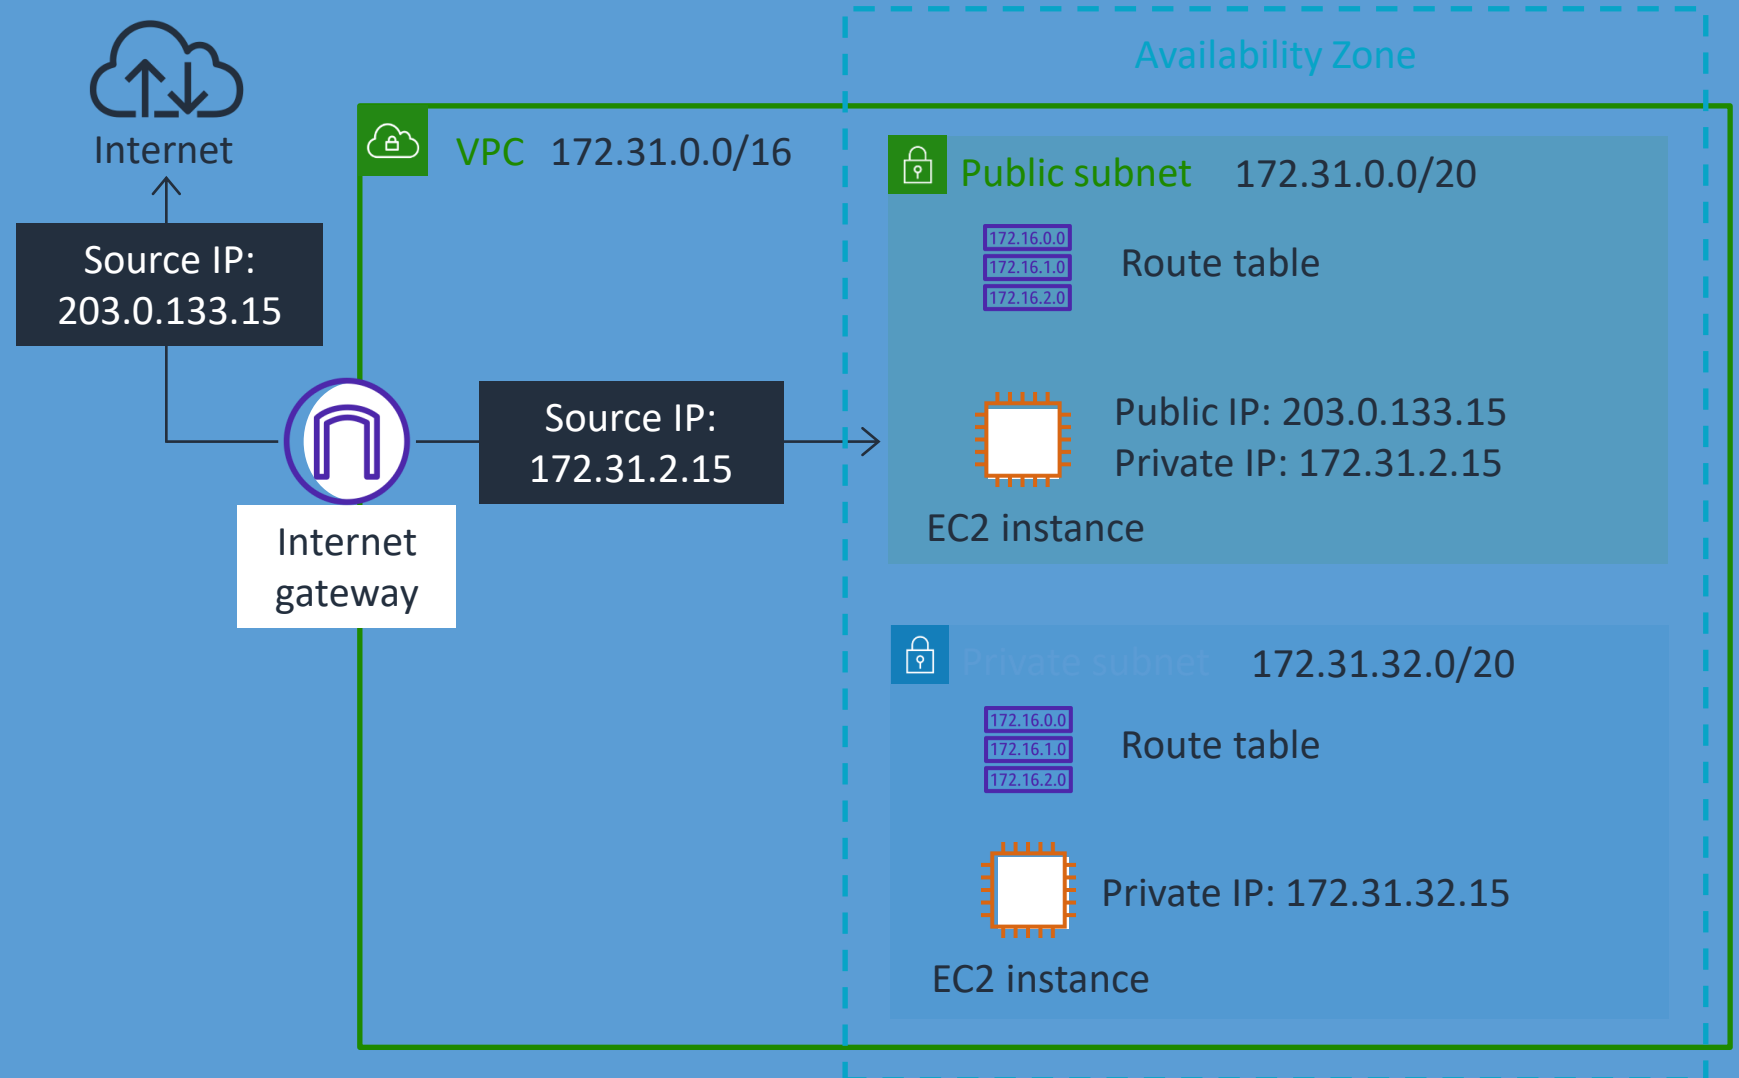 Availability Zone
Internet
VPC 172.31.0.0/16
Public subnet 172.31.0.0/20
172.16.0.0
172.16.1.0
172.16.2.0
Route table
Source IP:
203.0.133.15
Source IP:
172.31.2.15
Public IP: 203.0.133.15
Private IP: 172.31.2.15
EC2 instance
Internet
gateway
Private subnet 172.31.32.0/20
172.16.0.0
172.16.1.0
172.16.2.0
Route table
Private IP: 172.31.32.15
EC2 instance